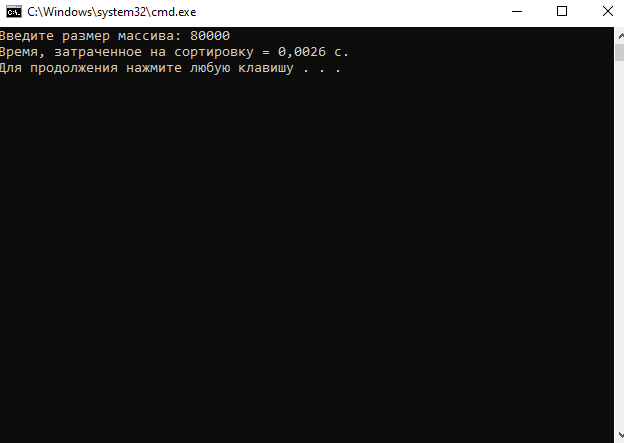 C:\Windows\system32\cmd.exe
Введите размер массива: 80000
Время, затраченное на сортировку = 0,0026 с.
Для продолжения нажмите любую клавишу . . .